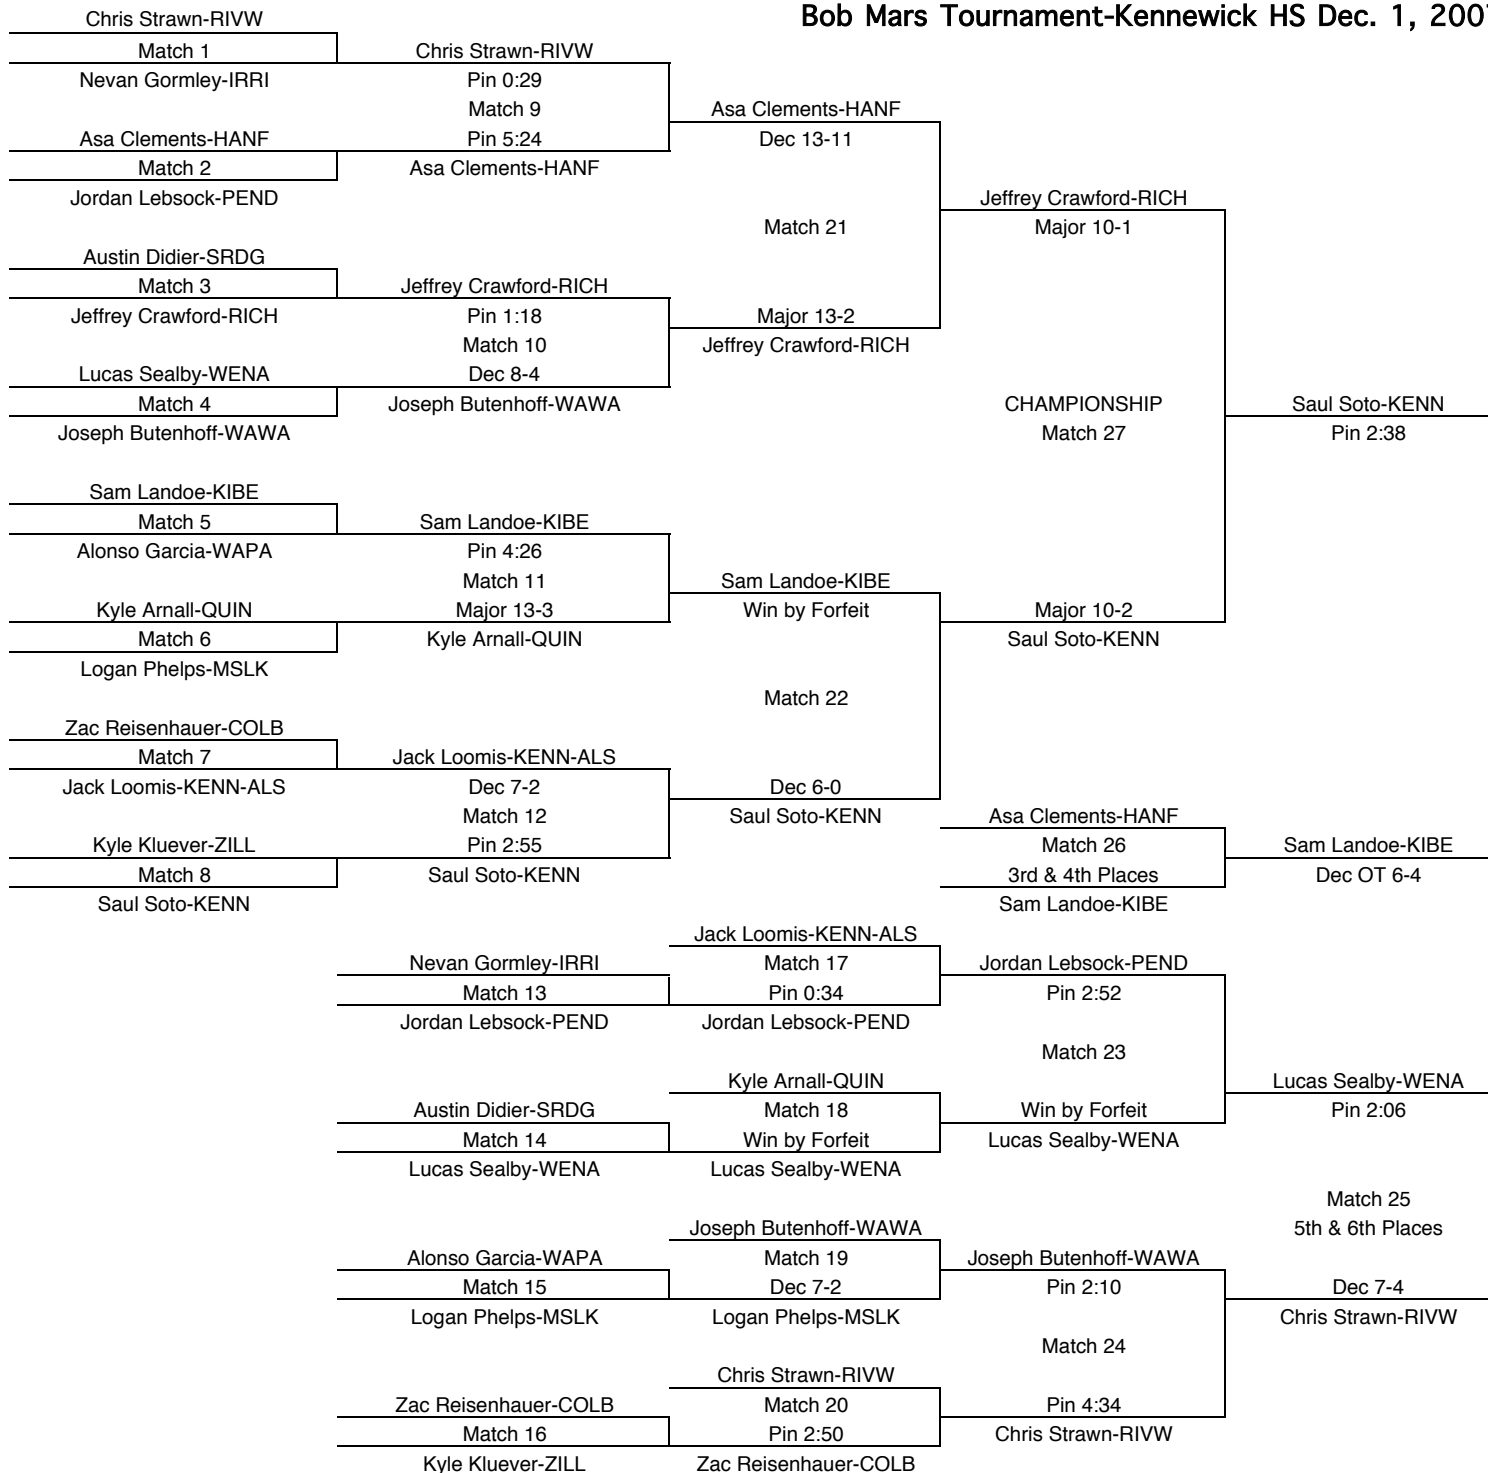 Bob Mars Tournament-Kennewick HS Dec. 1, 200
Chris Strawn-RIVW
Match 1
Nevan Gormley-IRRI
Asa Clements-HANF
Match 2
Jordan Lebsock-PEND
Austin Didier-SRDG
Match 3
Jeffrey Crawford-RICH
Lucas Sealby-WENA
Match 4
Joseph Butenhoff-WAWA
Sam Landoe-KIBE
Match 5
Alonso Garcia-WAPA
Kyle Arnall-QUIN
Match 6
Logan Phelps-MSLK
Zac Reisenhauer-COLB
Match 7
Jack Loomis-KENN-ALS
Kyle Kluever-ZILL
Match 8
Saul Soto-KENN
Chris Strawn-RIVW
Pin 0:29
Match 9
Pin 5:24
Asa Clements-HANF
Jeffrey Crawford-RICH
Pin 1:18
Match 10
Dec 8-4
Joseph Butenhoff-WAWA
Sam Landoe-KIBE
Pin 4:26
Match 11
Major 13-3
Kyle Arnall-QUIN
Jack Loomis-KENN-ALS
Dec 7-2
Match 12
Pin 2:55
Saul Soto-KENN
Asa Clements-HANF
Dec 13-11
Match 21
Major 13-2
Jeffrey Crawford-RICH
Sam Landoe-KIBE
Win by Forfeit
Match 22
Dec 6-0
Saul Soto-KENN
Jeffrey Crawford-RICH
Major 10-1
CHAMPIONSHIP
Match 27
Major 10-2
Saul Soto-KENN
Saul Soto-KENN
Pin 2:38
Asa Clements-HANF
Match 26
3rd & 4th Places
Sam Landoe-KIBE
Sam Landoe-KIBE
Dec OT 6-4
Nevan Gormley-IRRI
Match 13
Jordan Lebsock-PEND
Austin Didier-SRDG
Match 14
Lucas Sealby-WENA
Alonso Garcia-WAPA
Match 15
Logan Phelps-MSLK
Zac Reisenhauer-COLB
Match 16
Kyle Kluever-ZILL
Jack Loomis-KENN-ALS
Match 17
Pin 0:34
Jordan Lebsock-PEND
Kyle Arnall-QUIN
Match 18
Win by Forfeit
Lucas Sealby-WENA
Joseph Butenhoff-WAWA
Match 19
Dec 7-2
Logan Phelps-MSLK
Chris Strawn-RIVW
Match 20
Pin 2:50
Zac Reisenhauer-COLB
Jordan Lebsock-PEND
Pin 2:52
Match 23
Win by Forfeit
Lucas Sealby-WENA
Joseph Butenhoff-WAWA
Pin 2:10
Match 24
Pin 4:34
Chris Strawn-RIVW
Lucas Sealby-WENA
Pin 2:06
Match 25
5th & 6th Places
Dec 7-4
Chris Strawn-RIVW